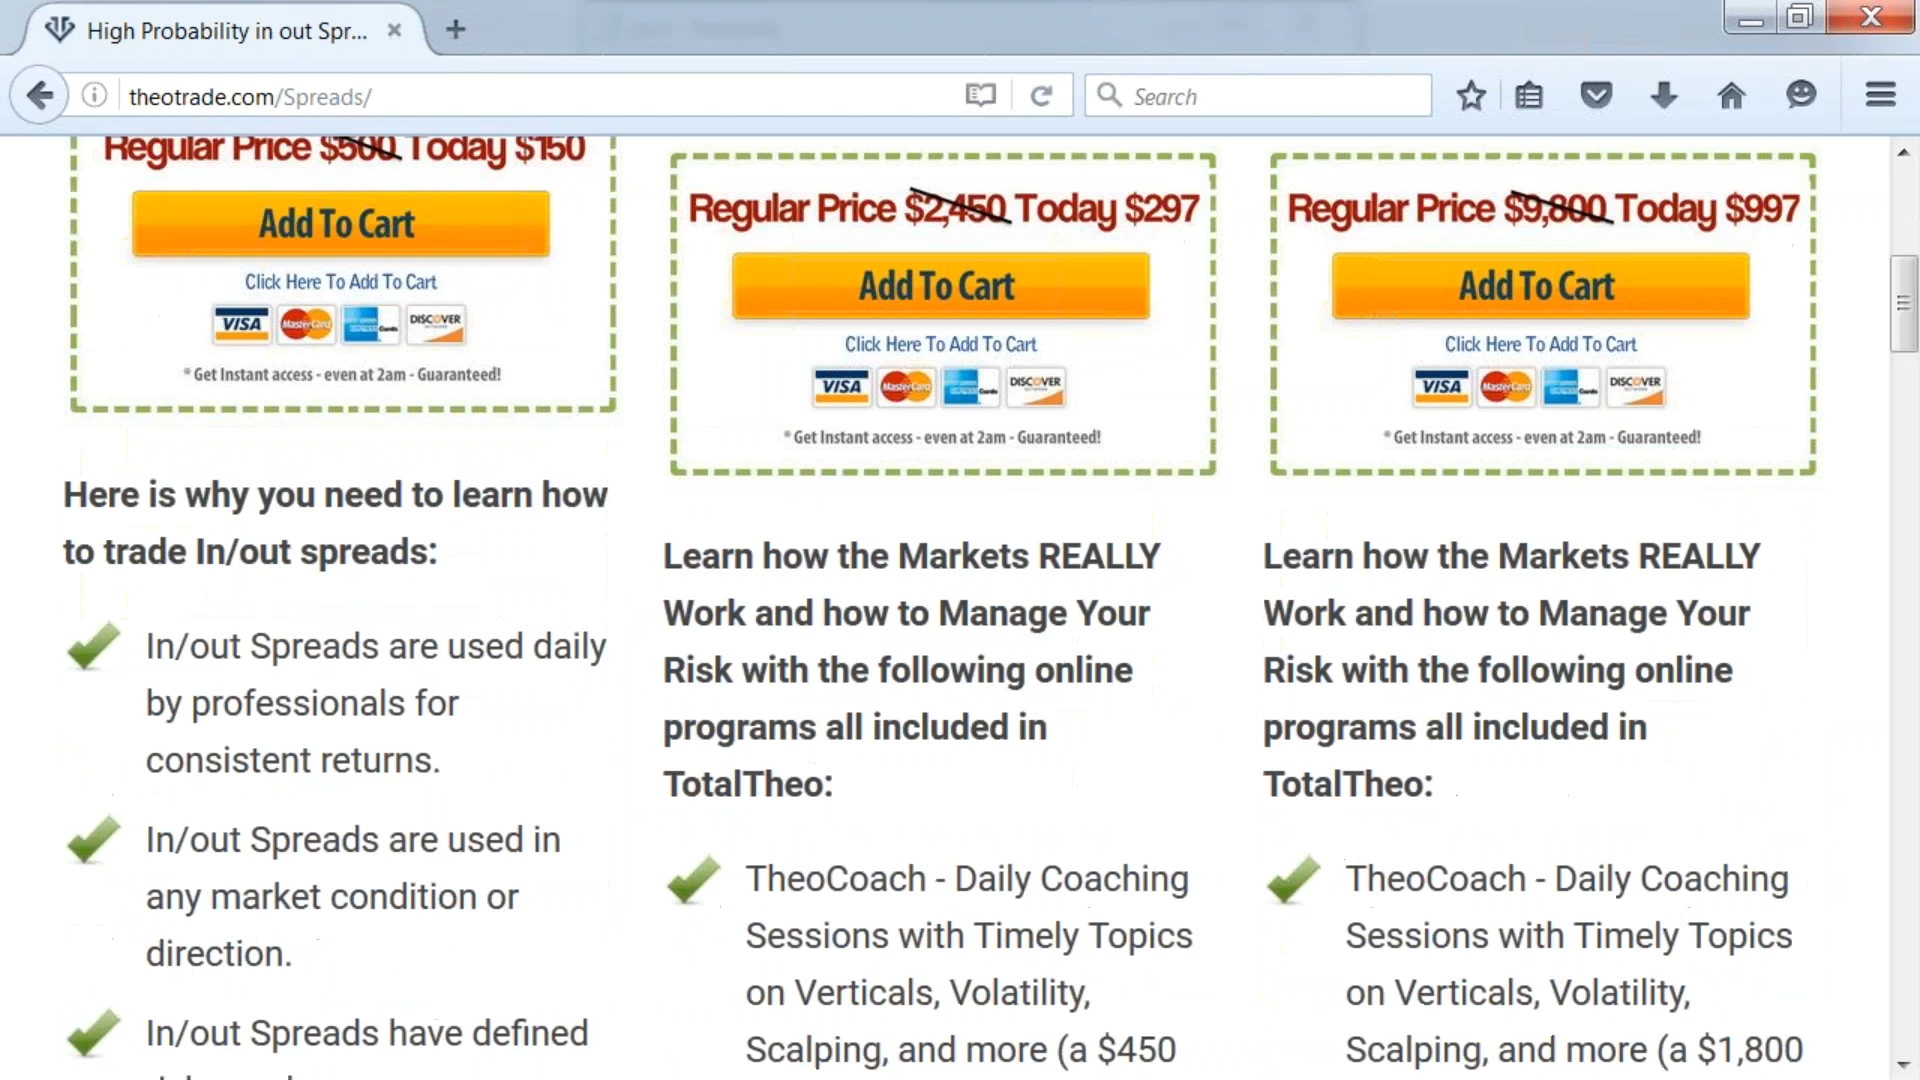 High Probability in out Spr...
theotrade.com/Spreads/
Search
Regular Price $500 Today $150
Add To Cart
Click Here To Add To Cart
VISA MasterCard DISCOVER
* Get Instant access - even at 2am - Guaranteed!
Here is why you need to learn how
to trade In/out spreads:
In/out Spreads are used daily
by professionals for
consistent returns.
In/out Spreads are used in
any market condition or
direction.
In/out Spreads have defined
Regular Price $2,450 Today $297
Add To Cart
Click Here To Add To Cart
VISA MasterCard DISCOVER
* Get Instant access - even at 2am - Guaranteed!
Learn how the Markets REALLY
Work and how to Manage Your
Risk with the following online
programs all included in
TotalTheo:
TheoCoach - Daily Coaching
Sessions with Timely Topics
on Verticals, Volatility,
Scalping, and more (a $450
Regular Price $9,800 Today $997
Add To Cart
Click Here To Add To Cart
VISA MasterCard DISCOVER
* Get Instant access - even at 2am - Guaranteed!
Learn how the Markets REALLY
Work and how to Manage Your
Risk with the following online
programs all included in
TotalTheo:
TheoCoach - Daily Coaching
Sessions with Timely Topics
on Verticals, Volatility,
Scalping, and more (a $1,800